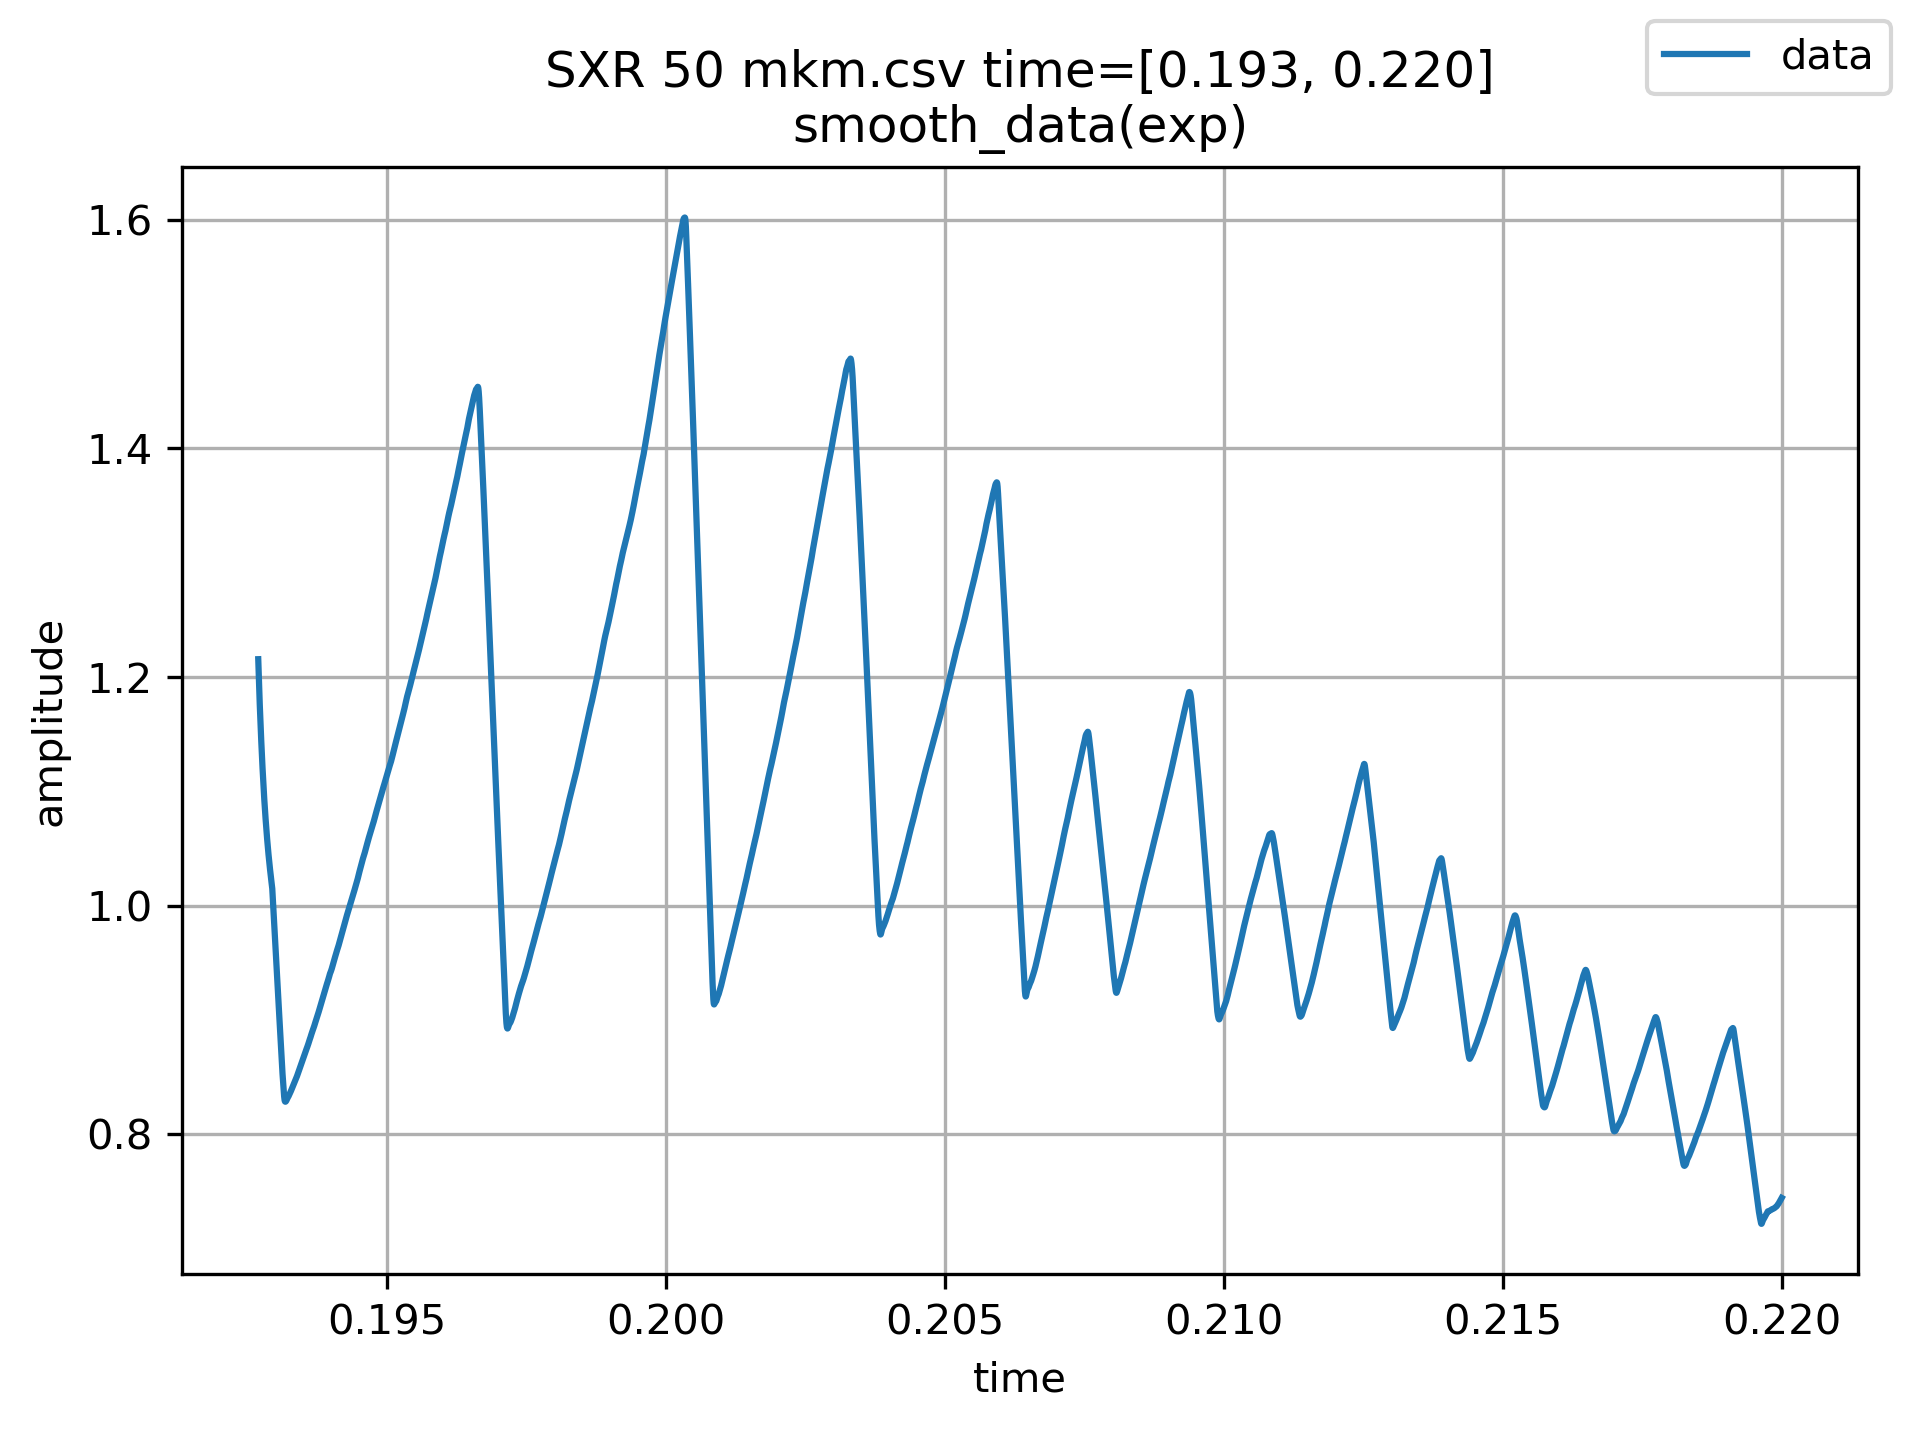 SXR 50 mkm.csv time=[0.193, 0.220]
smooth_data(exp)
data
amplitude
1.6
1.4
1.2
1.0
0.8
0.195 0.200 0.205 0.210 0.215 0.220
time